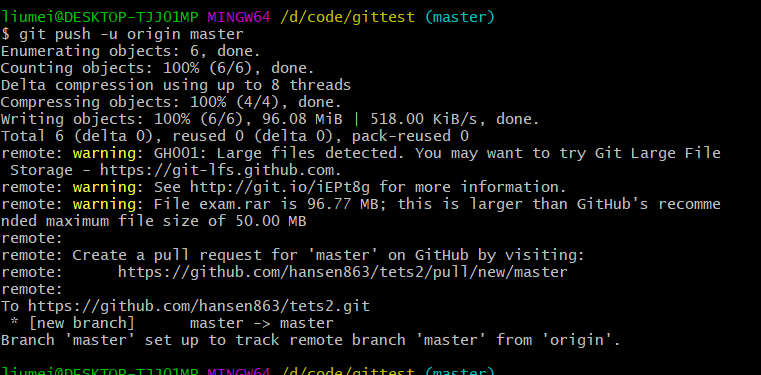 liumei@DESKTOP-TJJO1MP MINGW64 /d/code/gittest (master)
$ git push -u origin master
Enumerating objects: 6, done.
Counting objects: 100% (6/6), done.
Delta compression using up to 8 threads
Compressing objects: 100% (4/4), done.
Writing objects: 100% (6/6), 96.08 MiB | 518.00 KiB/s, done.
Total 6 (delta 0), reused 0 (delta 0), pack-reused 0
remote: warning: GH001: Large files detected. You may want to try Git Large File
 Storage - https://git-lfs.github.com.
remote: warning: See http://git.io/iEPt8g for more information.
remote: warning: File exam.rar is 96.77 MB; this is larger than GitHub's recomme
nded maximum file size of 50.00 MB
remote:
remote: Create a pull request for 'master' on GitHub by visiting:
remote:      https://github.com/hansen863/tets2/pull/new/master
remote:
To https://github.com/hansen863/tets2.git
 * [new branch]      master -> master
Branch 'master' set up to track remote branch 'master' from 'origin'.
liumei@DESKTOP-TJJO1MP MINGW64 /d/code/gittest (master)